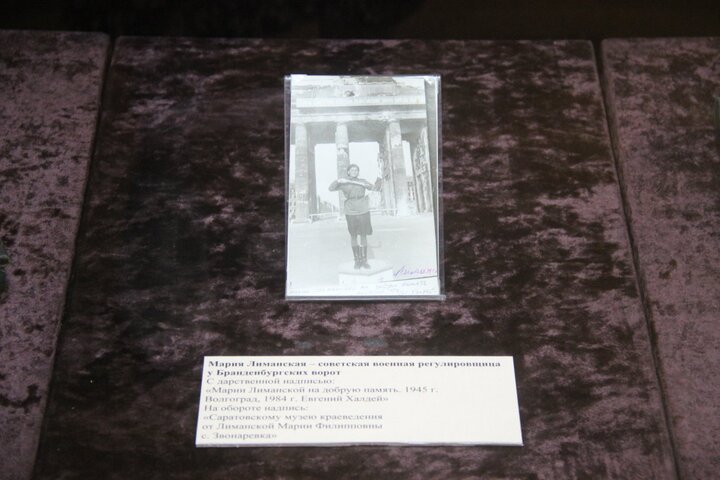 Мария Лиманская – советская военная регулировщица
у Бранденбургских ворот
С дарственной надписью:
«Марии Лиманской на добрую память. 1945 г.
Волгоград, 1984 г. Евгений Халдей»
На обороте надпись:
«Саратовскому музею краеведения
от Лиманской Марии Филипповны
с. Звонаревка»